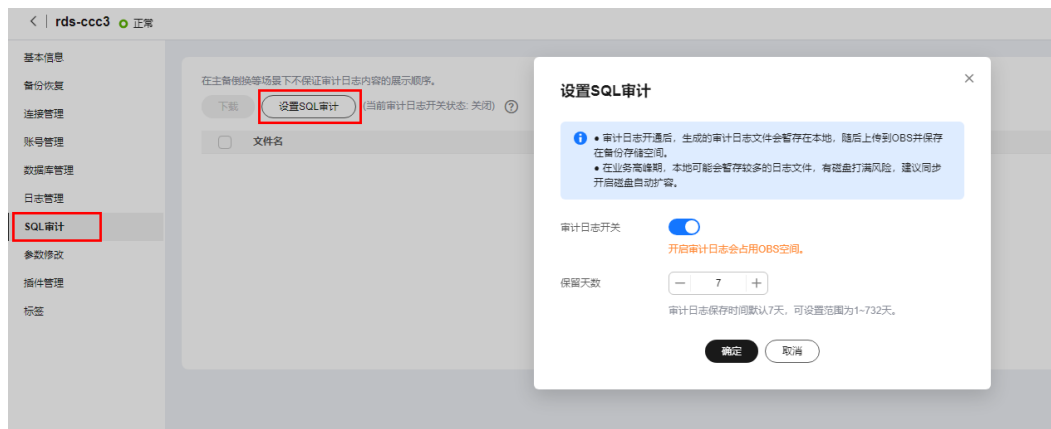 rds-ccc3 正常
基本信息
备份恢复
连接管理
账号管理
数据库管理
日志管理
SQL审计
参数修改
插件管理
标签
在主备倒换等场景下不保证审计日志内容的展示顺序。
下载 设置SQL审计 (当前审计日志开关状态: 关闭)
文件名
设置SQL审计
• 审计日志开通后，生成的审计日志文件会暂存在本地，随后上传到OBS并保存
在备份存储空间。
• 在业务高峰期，本地可能会暂存较多的日志文件，有磁盘打满风险，建议同步
开启磁盘自动扩容。
审计日志开关
开启审计日志会占用OBS空间。
保留天数 7
审计日志保存时间默认7天，可设置范围为1~732天。
确定 取消